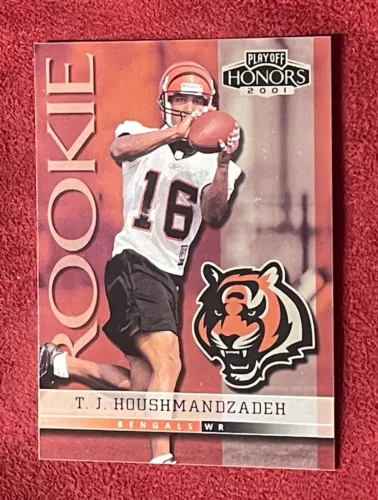 PLAYOFF
HONORS
2001
ROOKIE
16
T. J. HOUSHMANDZADEH
BENGALS WR